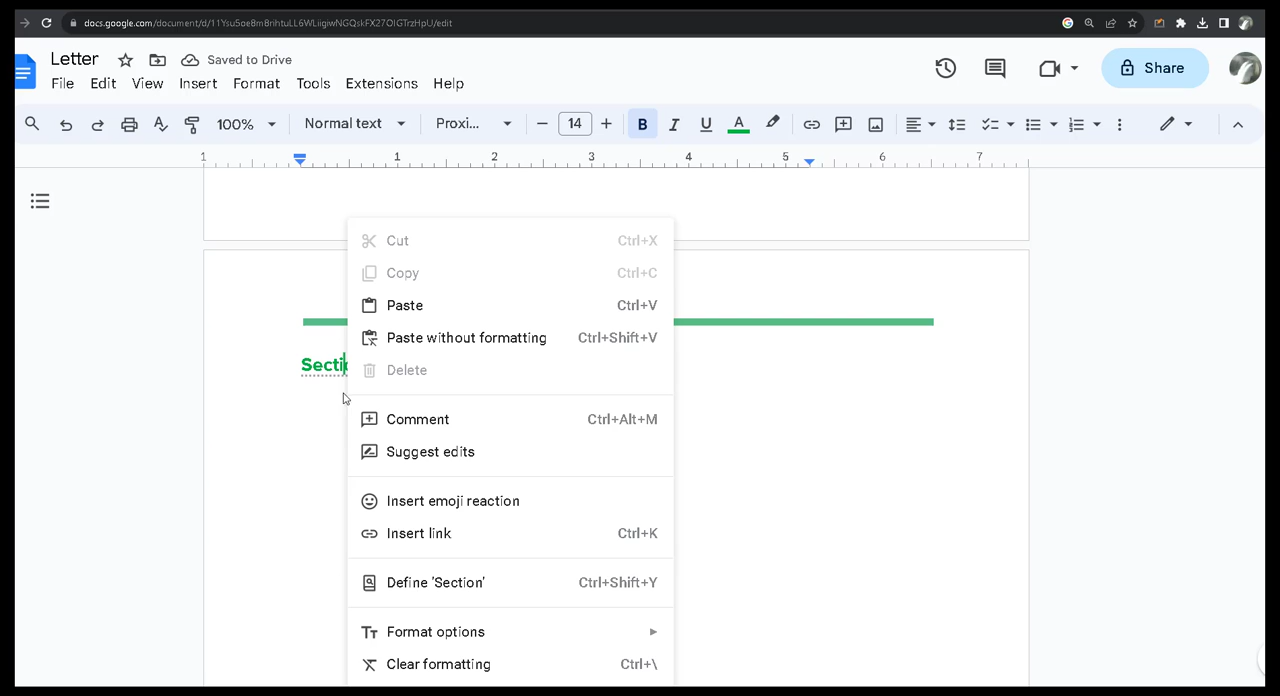 docs.google.com/document/d/11Ysu5oe8m8rihtuLL6WLiigiwNGQskFX27OIGTrzHpU/edit
Letter
Saved to Drive
File Edit View Insert Format Tools Extensions Help
Share
100% Normal text Proxi... 14 B I U A
1 1 2 3 4 5 6 7
Cut Ctrl+X
Copy Ctrl+C
Paste Ctrl+V
Paste without formatting Ctrl+Shift+V
Secti
Delete
Comment Ctrl+Alt+M
Suggest edits
Insert emoji reaction
Insert link Ctrl+K
Define 'Section' Ctrl+Shift+Y
Format options
Clear formatting Ctrl+\